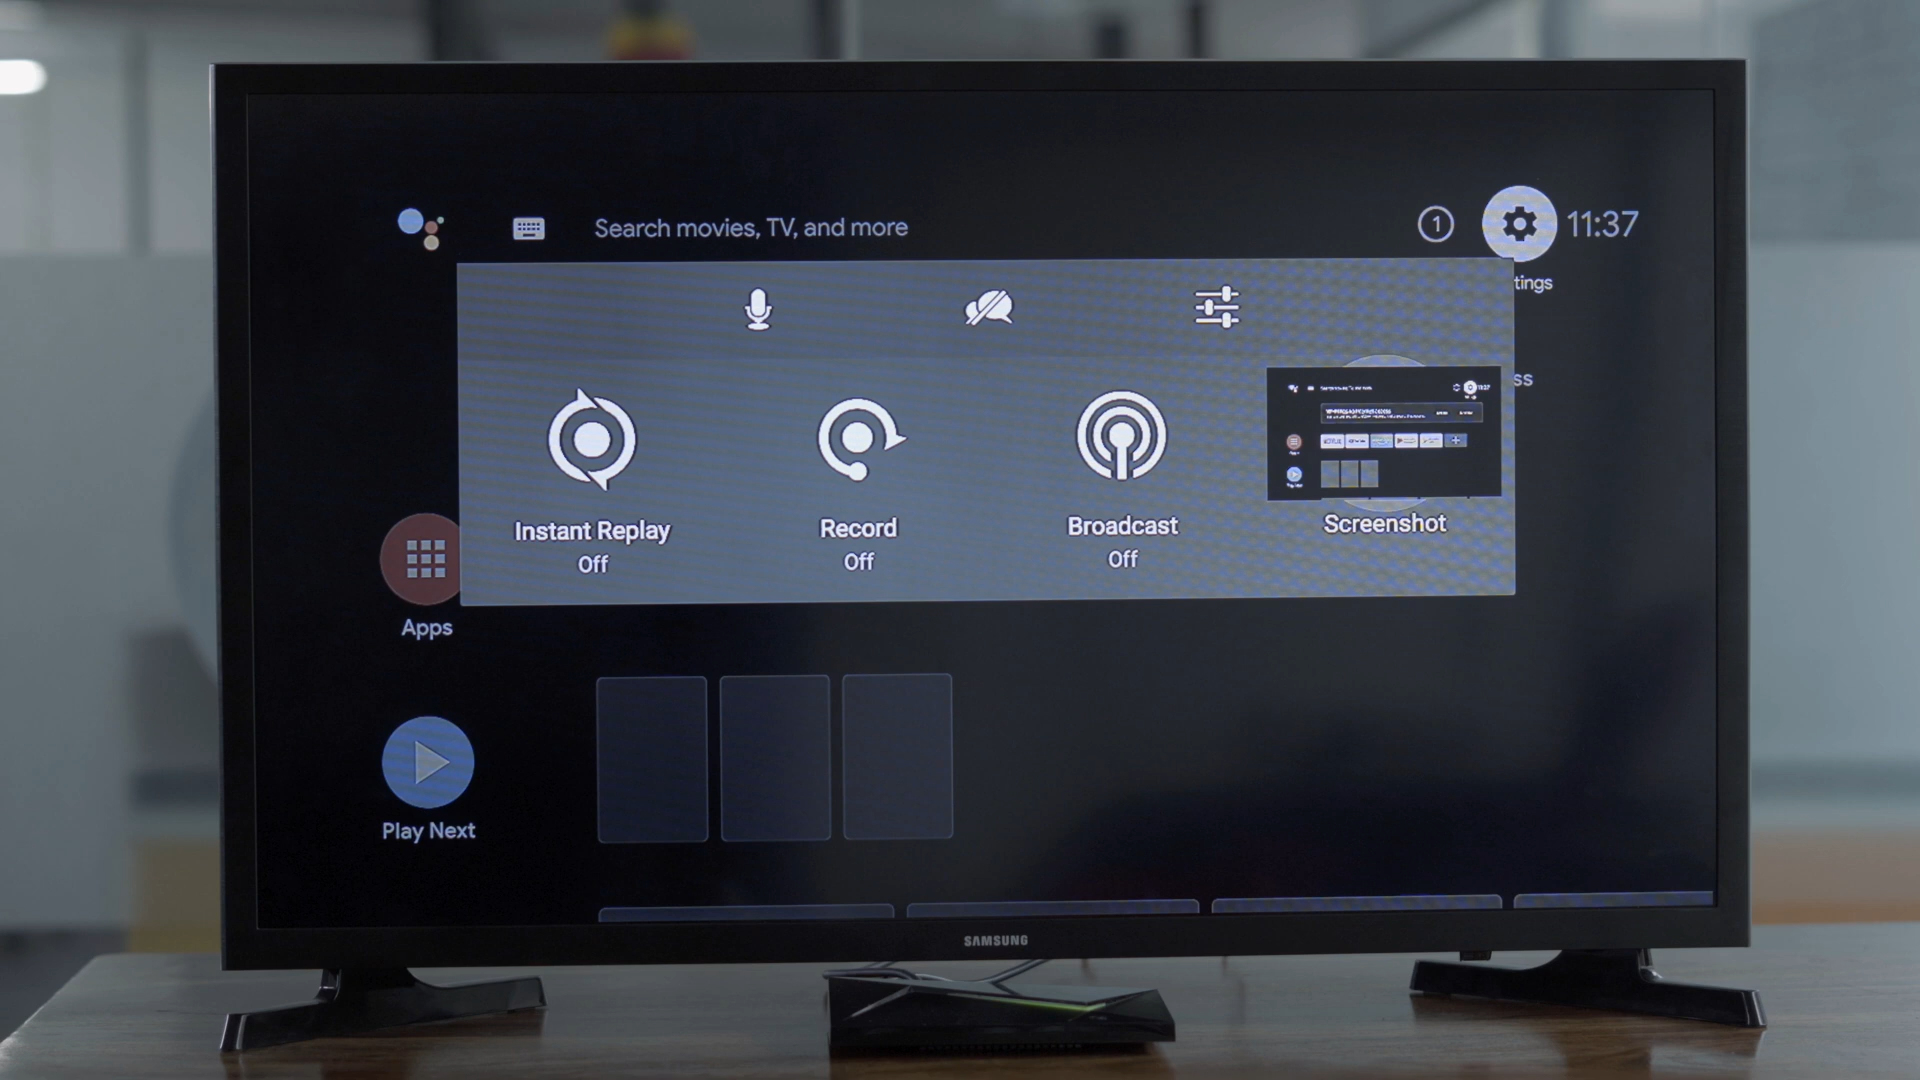 Search movies, TV, and more
1
11:37
tings
ss
Instant Replay
Off
Record
Off
Broadcast
Off
Screenshot
Apps
Play Next
SAMSUNG